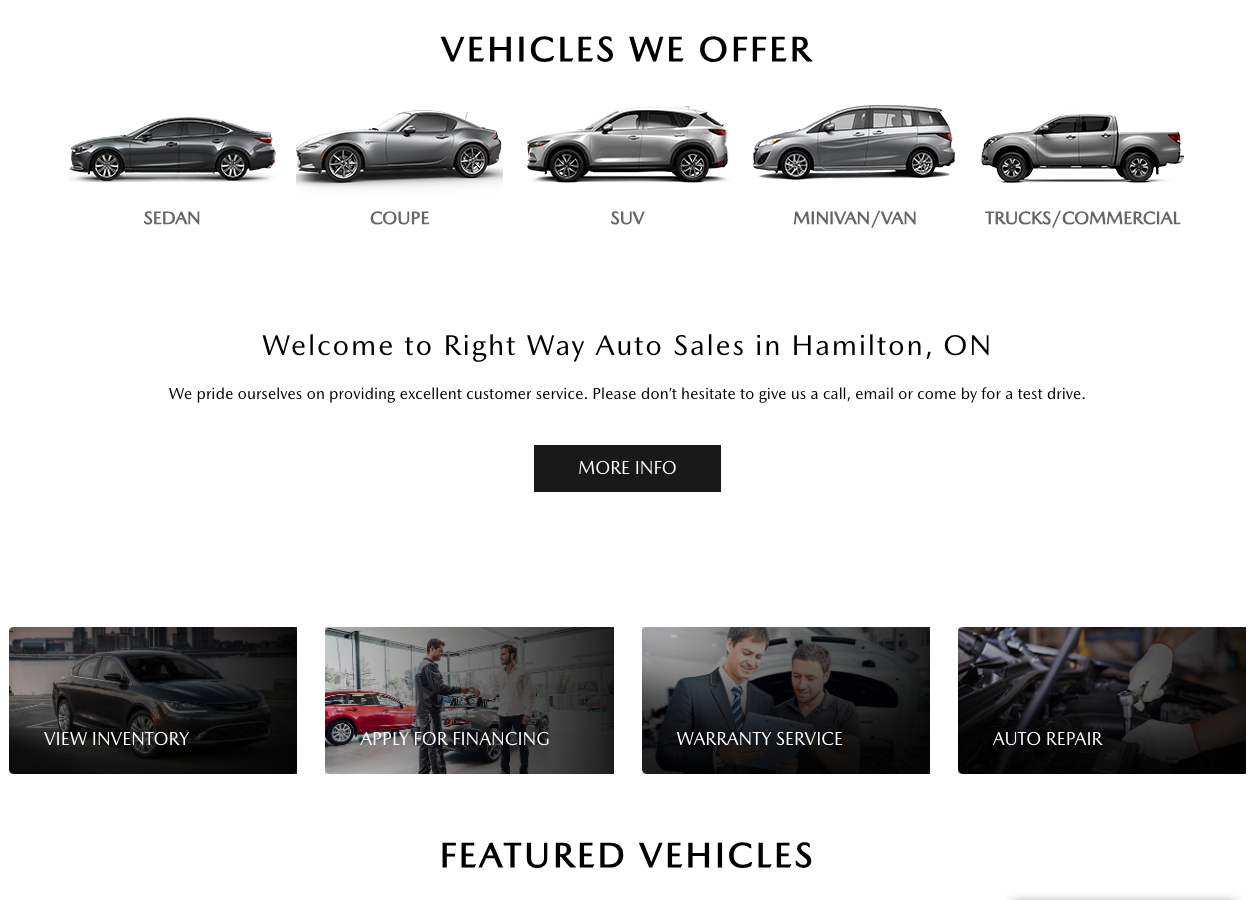 VEHICLES WE OFFER
SEDAN
COUPE
SUV
MINIVAN/VAN
TRUCKS/COMMERCIAL
Welcome to Right Way Auto Sales in Hamilton, ON
We pride ourselves on providing excellent customer service. Please don’t hesitate to give us a call, email or come by for a test drive.
MORE INFO
VIEW INVENTORY
APPLY FOR FINANCING
WARRANTY SERVICE
AUTO REPAIR
FEATURED VEHICLES